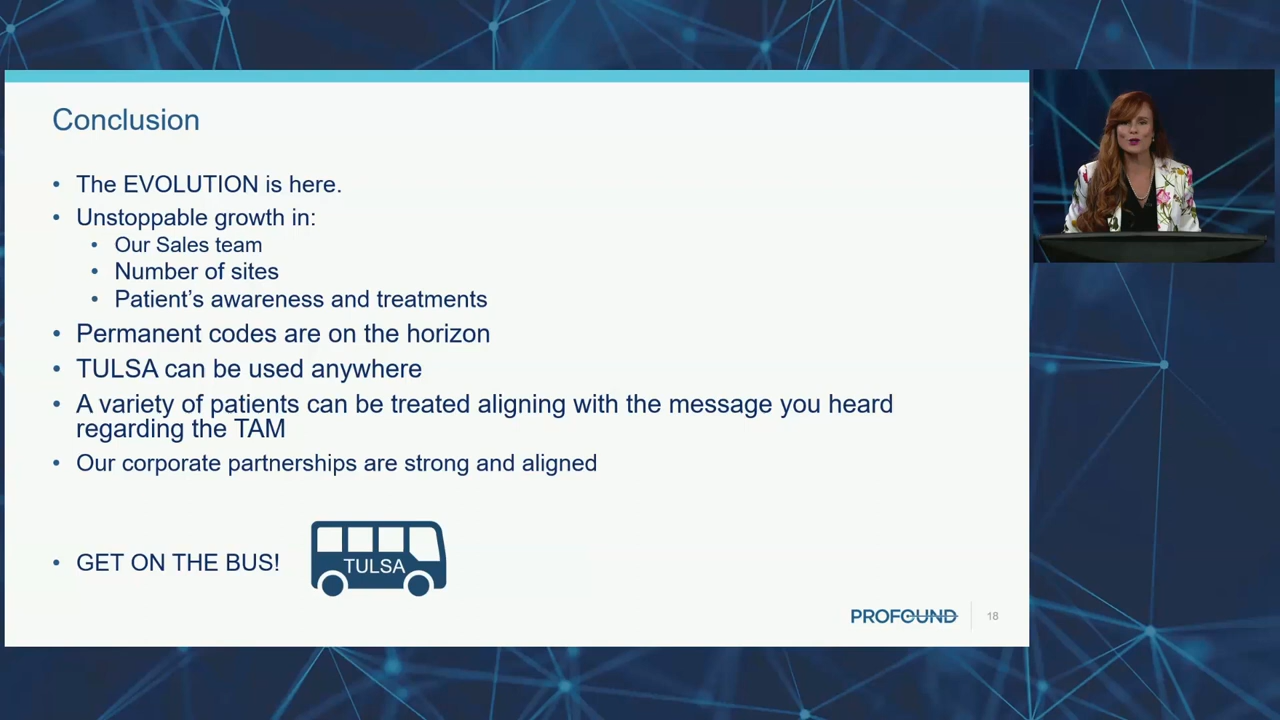 Conclusion
• The EVOLUTION is here.
• Unstoppable growth in:
• Our Sales team
• Number of sites
• Patient’s awareness and treatments
• Permanent codes are on the horizon
• TULSA can be used anywhere
• A variety of patients can be treated aligning with the message you heard
regarding the TAM
• Our corporate partnerships are strong and aligned
• GET ON THE BUS!
TULSA
PROFOUND
18